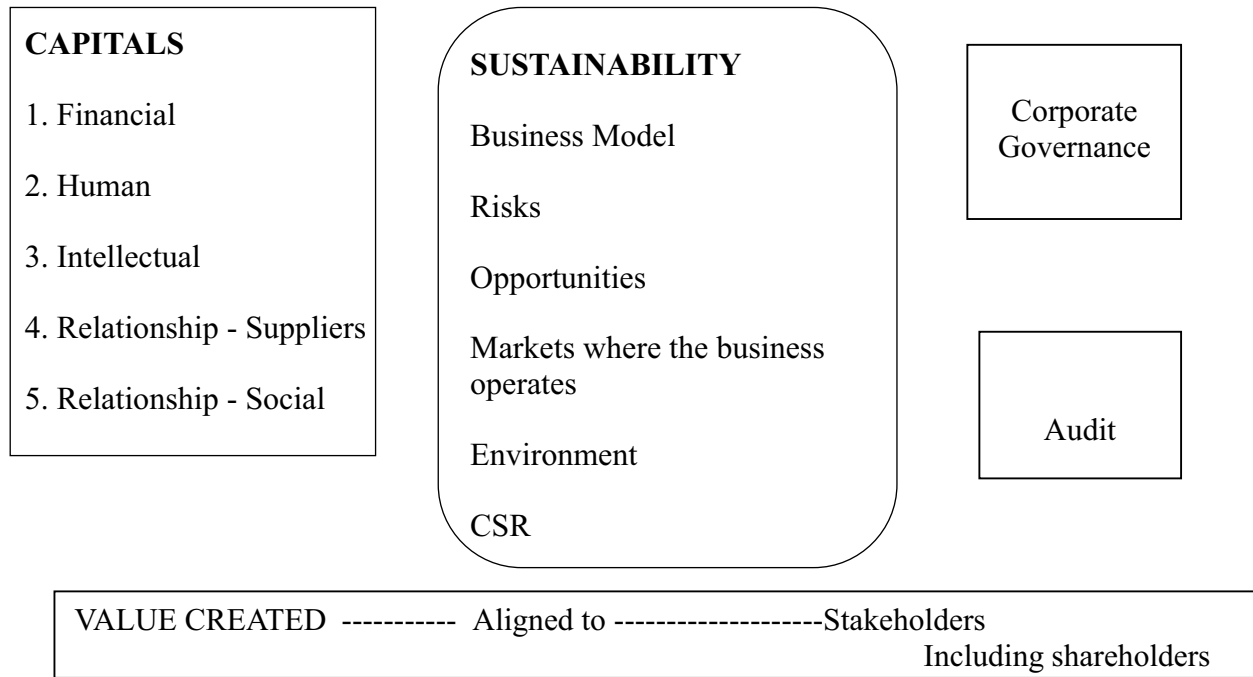 CAPITALS
1. Financial
2. Human
3. Intellectual
4. Relationship - Suppliers
5. Relationship - Social
SUSTAINABILITY
Business Model
Risks
Opportunities
Markets where the business
operates
Environment
CSR
Corporate
Governance
Audit
VALUE CREATED ----------- Aligned to --------------------Stakeholders
Including shareholders